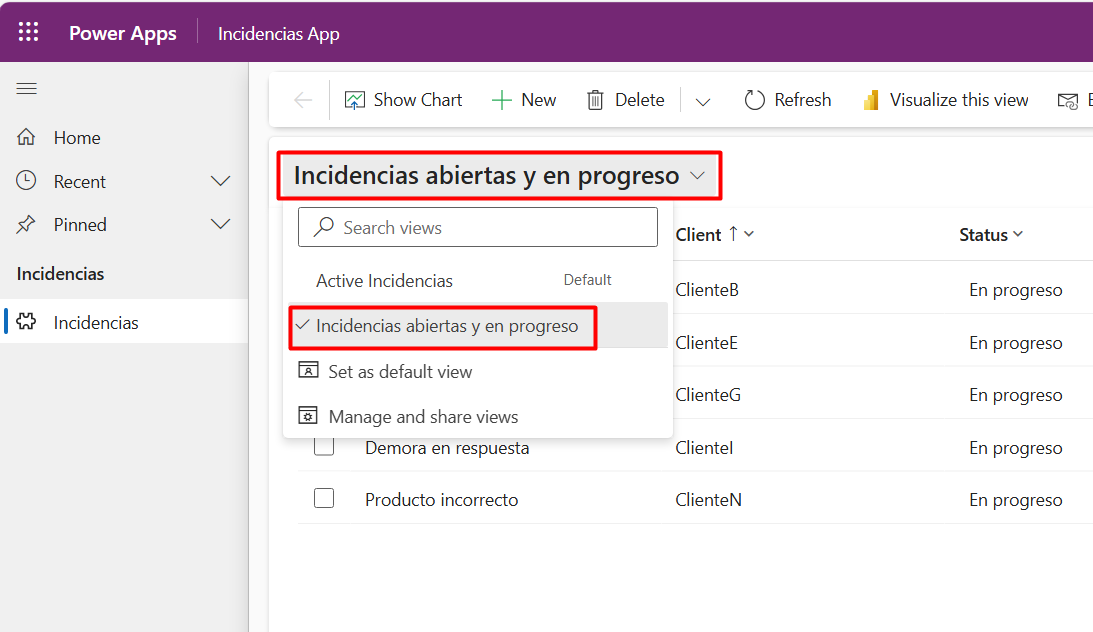 Power Apps Incidencias App
Show Chart New Delete Refresh Visualize this view
Home
Recent
Pinned
Incidencias
Incidencias
Incidencias abiertas y en progreso
Search views
Active Incidencias Default
Incidencias abiertas y en progreso
Set as default view
Manage and share views
Client ↑ Status
ClienteB En progreso
ClienteE En progreso
ClienteG En progreso
Demora en respuesta ClienteI En progreso
Producto incorrecto ClienteN En progreso